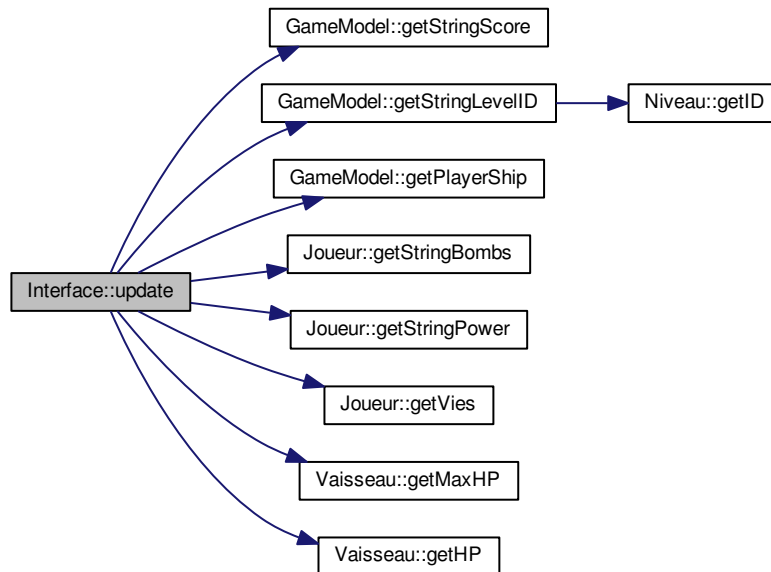 GameModel::getStringScore
GameModel::getStringLevelID
Niveau::getID
GameModel::getPlayerShip
Joueur::getStringBombs
Interface::update
Joueur::getStringPower
Joueur::getVies
Vaisseau::getMaxHP
Vaisseau::getHP